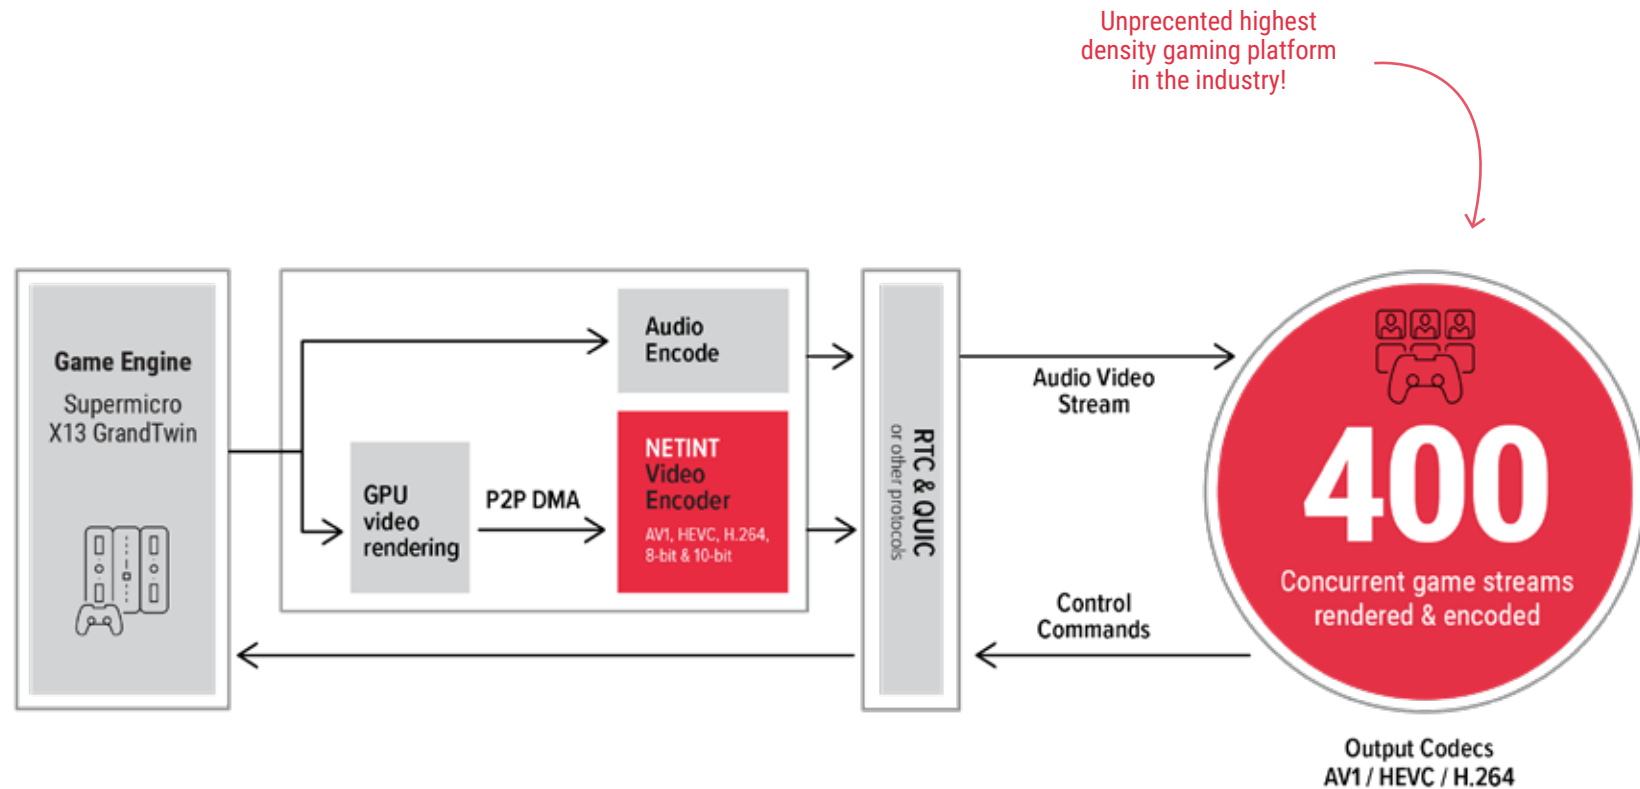 Unprecented highest
density gaming platform
in the industry!
Game Engine
Supermicro
X13 GrandTwin
Audio
Encode
GPU
video
rendering
P2P DMA
NETINT
Video
Encoder
AV1, HEVC, H.264,
8-bit & 10-bit
RTC & QUIC
or other protocols
Audio Video
Stream
Control
Commands
400
Concurrent game streams
rendered & encoded
Output Codecs
AV1 / HEVC / H.264